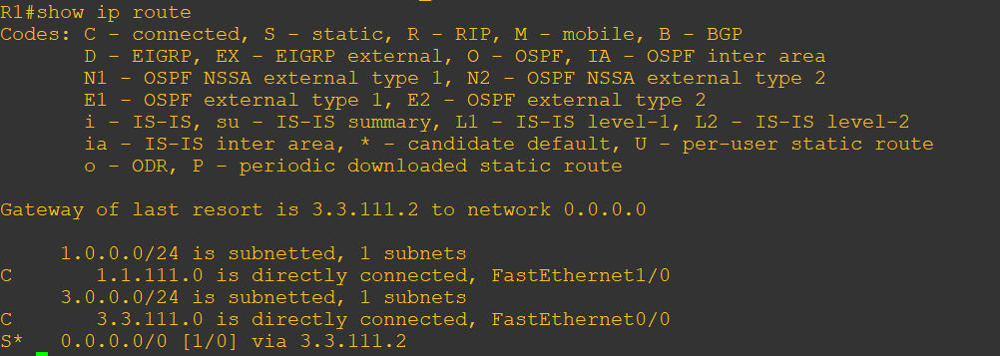 R1#show ip route
Codes: C - connected, S - static, R - RIP, M - mobile, B - BGP
       D - EIGRP, EX - EIGRP external, O - OSPF, IA - OSPF inter area
       N1 - OSPF NSSA external type 1, N2 - OSPF NSSA external type 2
       E1 - OSPF external type 1, E2 - OSPF external type 2
       i - IS-IS, su - IS-IS summary, L1 - IS-IS level-1, L2 - IS-IS level-2
       ia - IS-IS inter area, * - candidate default, U - per-user static route
       o - ODR, P - periodic downloaded static route

Gateway of last resort is 3.3.111.2 to network 0.0.0.0

     1.0.0.0/24 is subnetted, 1 subnets
C       1.1.111.0 is directly connected, FastEthernet1/0
     3.0.0.0/24 is subnetted, 1 subnets
C       3.3.111.0 is directly connected, FastEthernet0/0
S*   0.0.0.0/0 [1/0] via 3.3.111.2